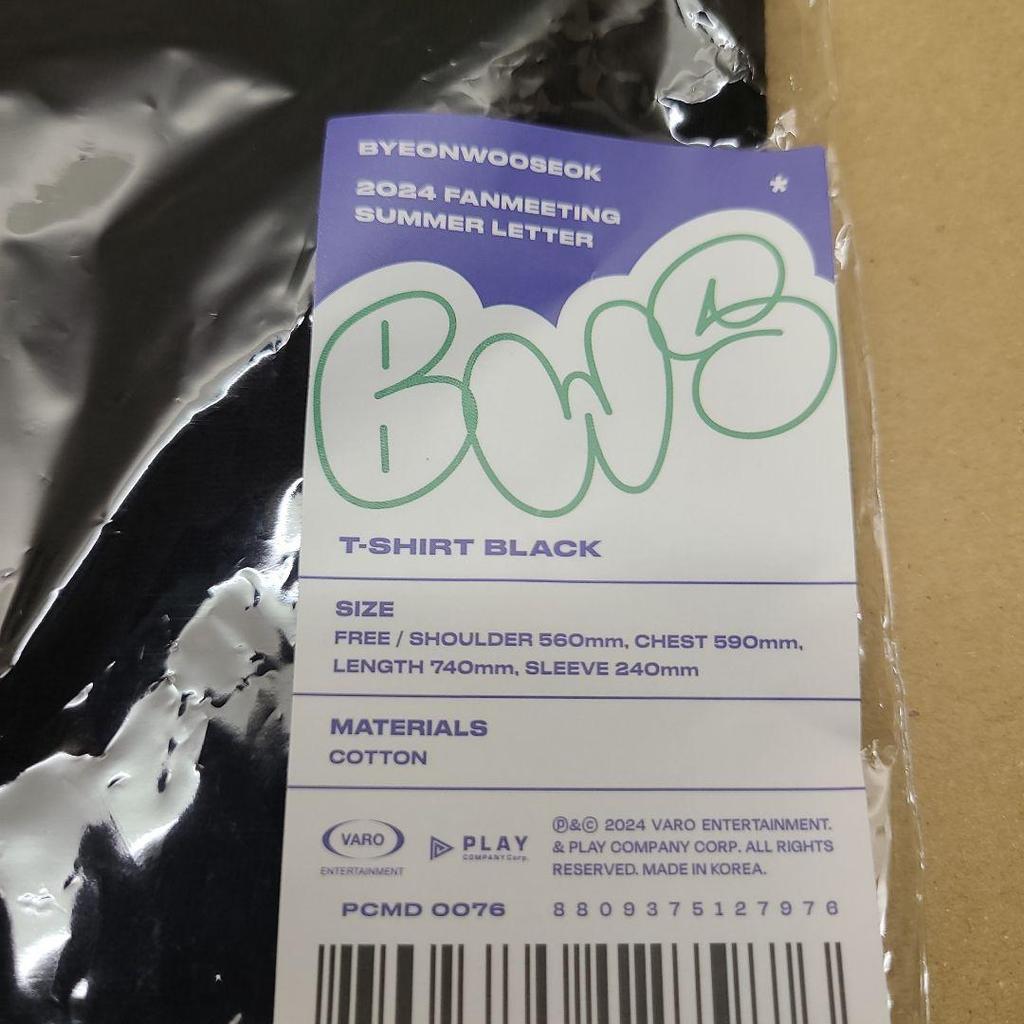 BYEONWOOSEOK
*
2024 FANMEETING
SUMMER LETTER
BWS
T-SHIRT BLACK
SIZE
FREE / SHOULDER 560mm, CHEST 590mm,
LENGTH 740mm, SLEEVE 240mm
MATERIALS
COTTON
VARO
ENTERTAINMENT
PLAY
COMPANY Corp.
Ⓟ&© 2024 VARO ENTERTAINMENT.
& PLAY COMPANY CORP. ALL RIGHTS
RESERVED. MADE IN KOREA.
PCMD 0076
8809375127976